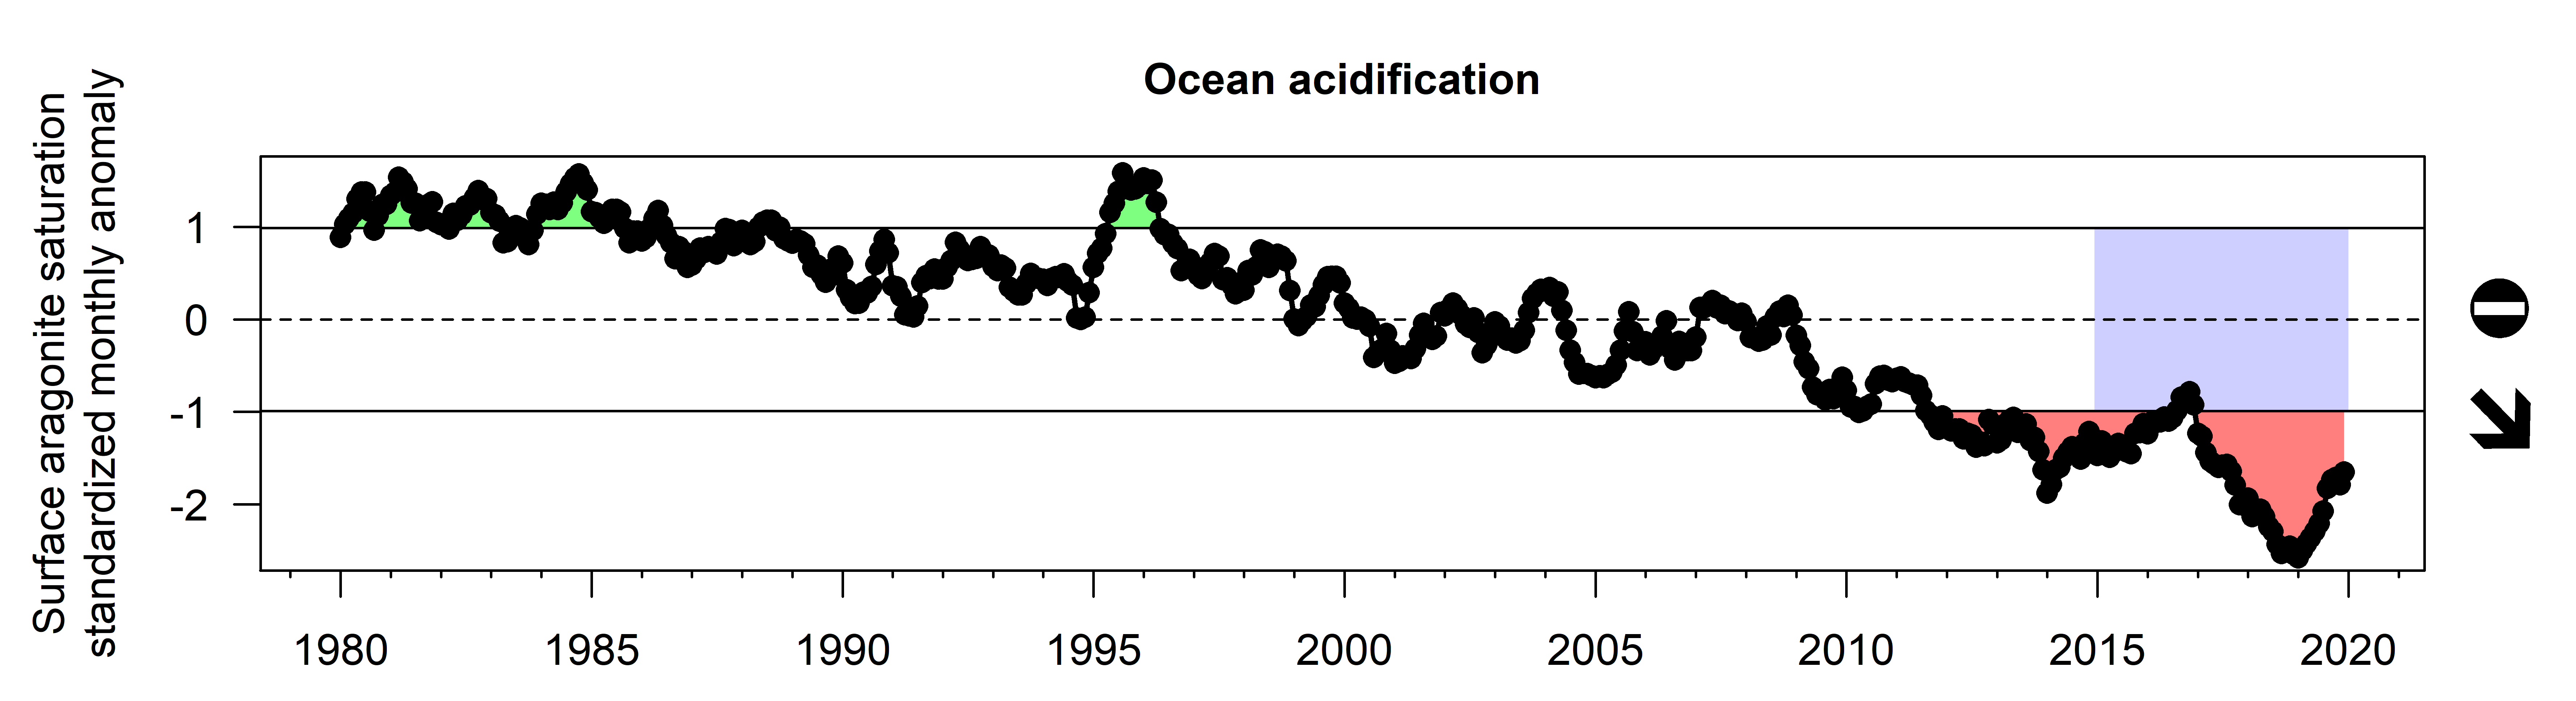 Ocean acidification
Surface aragonite saturation
standardized monthly anomaly
1
0
-1
-2
1980 1985 1990 1995 2000 2005 2010 2015 2020